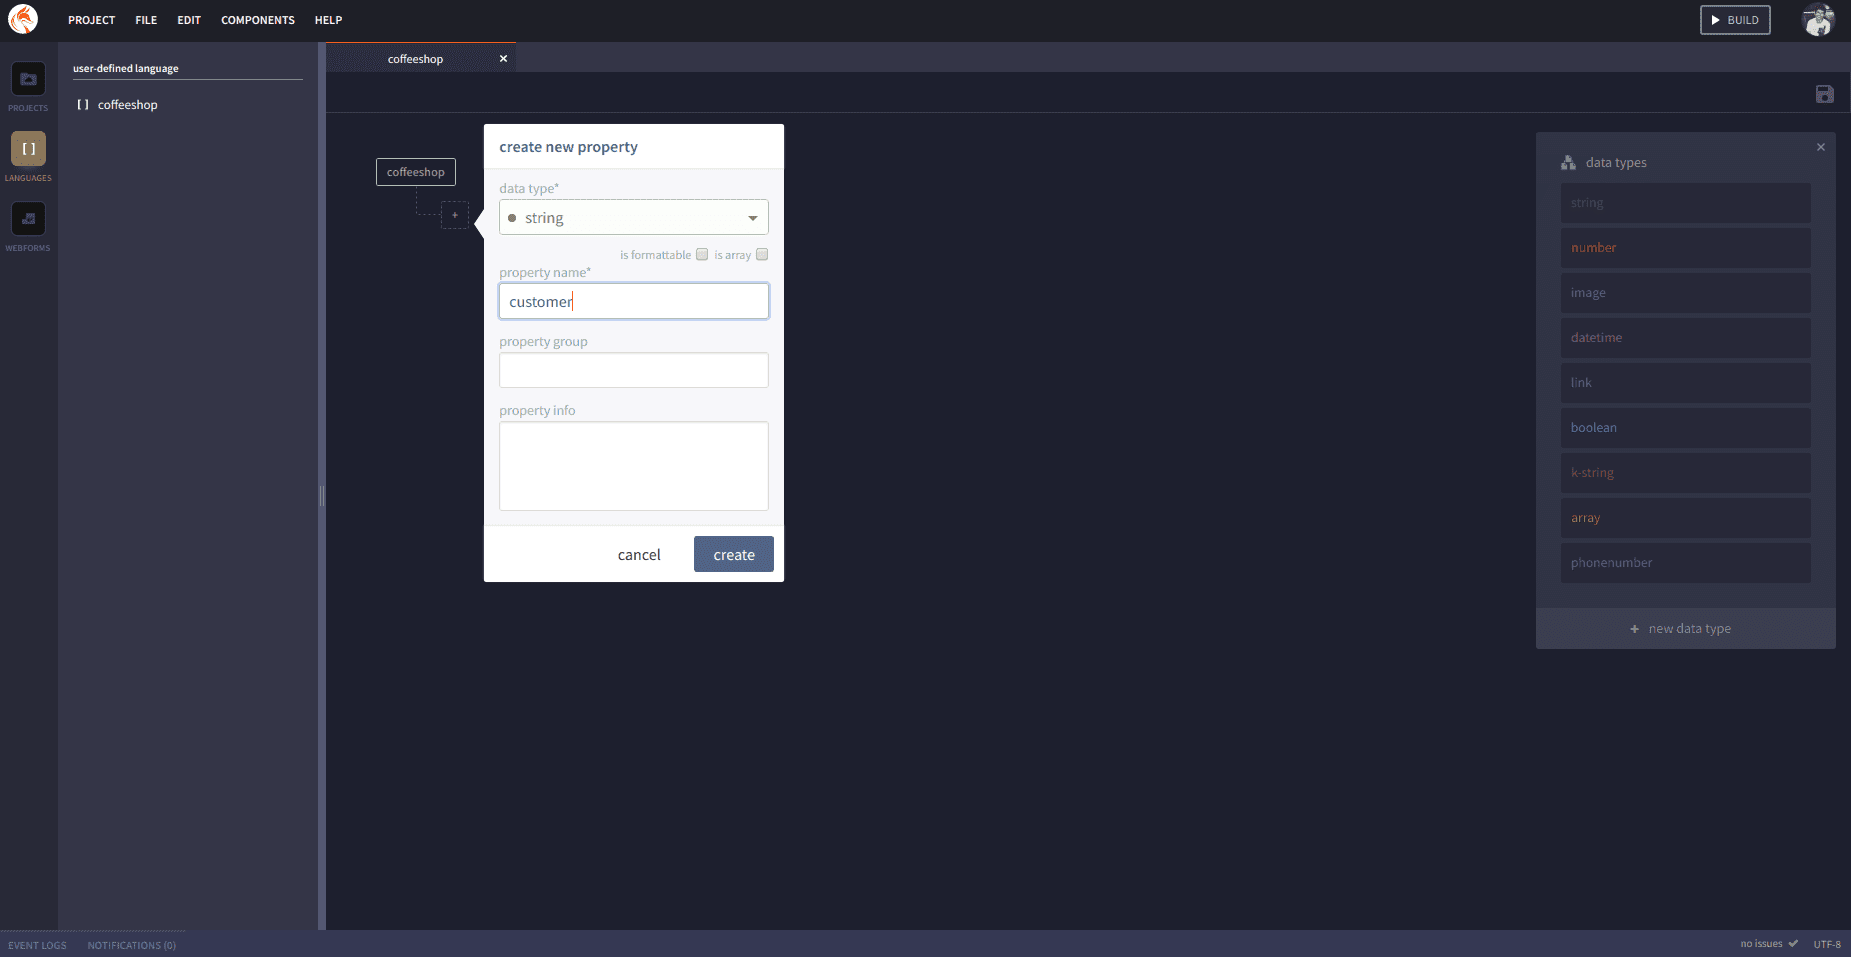 PROJECT FILE EDIT COMPONENTS HELP
BUILD
PROJECTS
[ ]
LANGUAGES
WEBFORMS
user-defined language
[ ] coffeeshop
coffeeshop ×
coffeeshop
+
create new property
data type*
string
is formattable is array
property name*
customer
property group
property info
cancel create
data types ×
string
number
image
datetime
link
boolean
k-string
array
phonenumber
+ new data type
EVENT LOGS NOTIFICATIONS (0)
no issues ✓ UTF-8